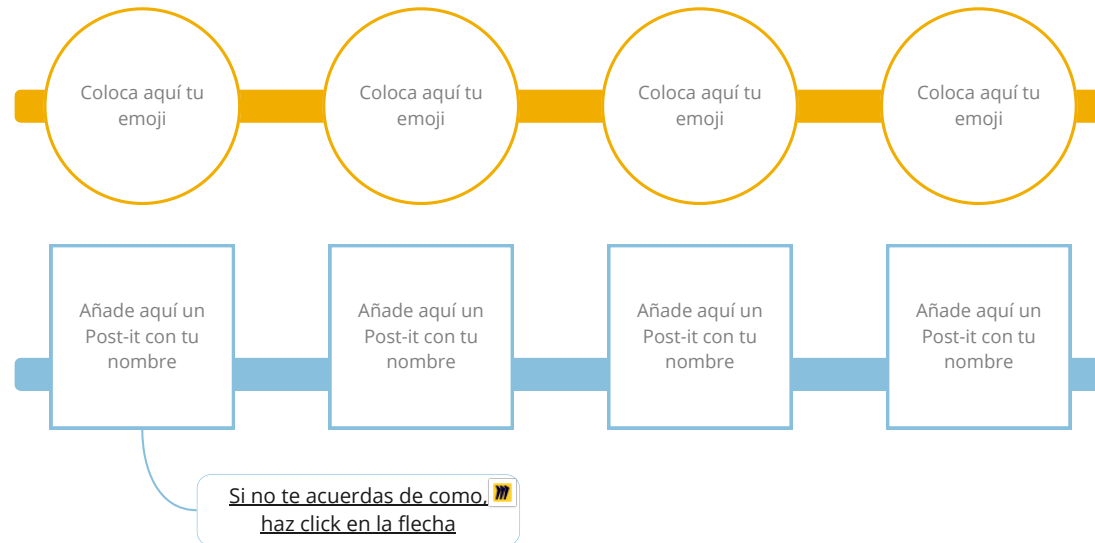 Coloca aquí tu
emoji
Coloca aquí tu
emoji
Coloca aquí tu
emoji
Coloca aquí tu
emoji
Añade aquí un
Post-it con tu
nombre
Añade aquí un
Post-it con tu
nombre
Añade aquí un
Post-it con tu
nombre
Añade aquí un
Post-it con tu
nombre
Si no te acuerdas de como,
haz click en la flecha